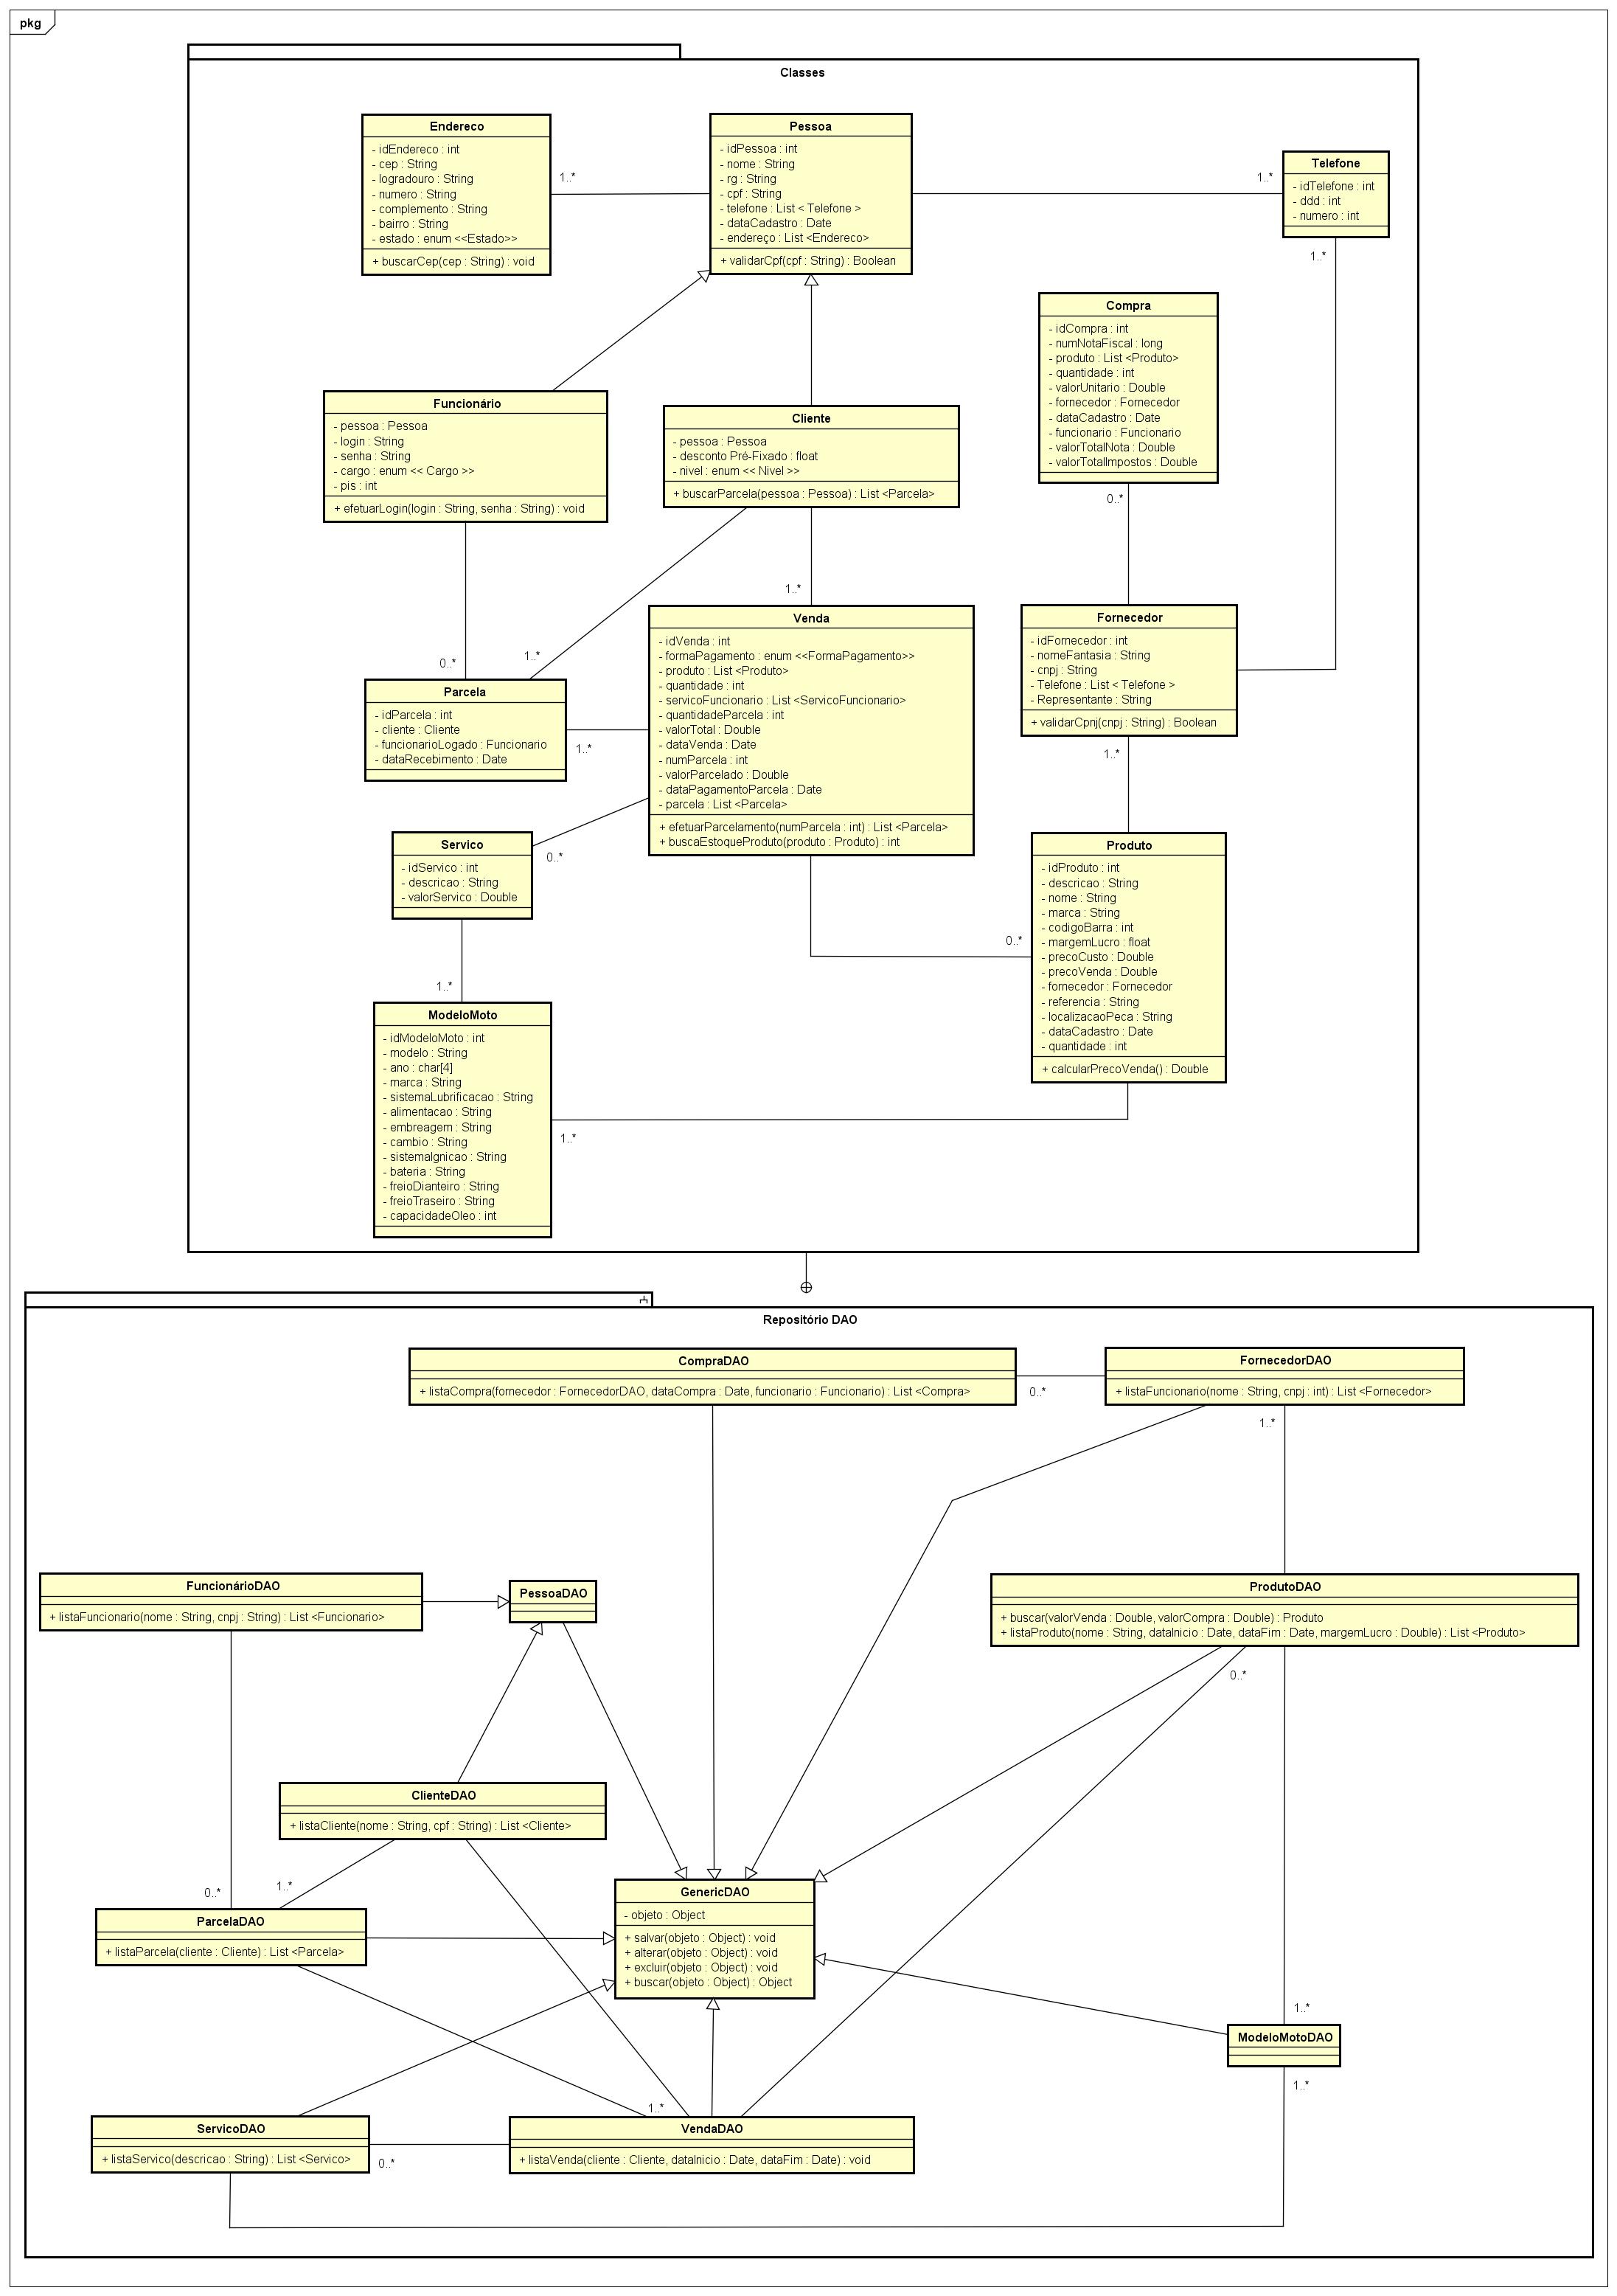 pkg
Classes
Endereco
- idEndereco : int
- cep : String
- logradouro : String
- numero : String
- complemento : String
- bairro : String
- estado : enum <<Estado>>
+ buscarCep(cep : String) : void
1..*
Pessoa
- idPessoa : int
- nome : String
- rg : String
- cpf : String
- telefone : List < Telefone >
- dataCadastro : Date
- endereço : List <Endereco>
+ validarCpf(cpf : String) : Boolean
1..*
Telefone
- idTelefone : int
- ddd : int
- numero : int
1..*
Compra
- idCompra : int
- numNotaFiscal : long
- produto : List <Produto>
- quantidade : int
- valorUnitario : Double
- fornecedor : Fornecedor
- dataCadastro : Date
- funcionario : Funcionario
- valorTotalNota : Double
- valorTotalImpostos : Double
0..*
Funcionário
- pessoa : Pessoa
- login : String
- senha : String
- cargo : enum << Cargo >>
- pis : int
+ efetuarLogin(login : String, senha : String) : void
Cliente
- pessoa : Pessoa
- desconto Pré-Fixado : float
- nivel : enum << Nivel >>
+ buscarParcela(pessoa : Pessoa) : List <Parcela>
1..*
0..*
1..*
Venda
- idVenda : int
- formaPagamento : enum <<FormaPagamento>>
- produto : List <Produto>
- quantidade : int
- servicoFuncionario : List <ServicoFuncionario>
- quantidadeParcela : int
- valorTotal : Double
- dataVenda : Date
- numParcela : int
- valorParcelado : Double
- dataPagamentoParcela : Date
- parcela : List <Parcela>
+ efetuarParcelamento(numParcela : int) : List <Parcela>
+ buscaEstoqueProduto(produto : Produto) : int
Fornecedor
- idFornecedor : int
- nomeFantasia : String
- cnpj : String
- Telefone : List < Telefone >
- Representante : String
+ validarCpnj(cnpj : String) : Boolean
1..*
Parcela
- idParcela : int
- cliente : Cliente
- funcionarioLogado : Funcionario
- dataRecebimento : Date
1..*
Servico
- idServico : int
- descricao : String
- valorServico : Double
0..*
1..*
Produto
- idProduto : int
- descricao : String
- nome : String
- marca : String
- codigoBarra : int
- margemLucro : float
- precoCusto : Double
- precoVenda : Double
- fornecedor : Fornecedor
- referencia : String
- localizacaoPeca : String
- dataCadastro : Date
- quantidade : int
+ calcularPrecoVenda() : Double
0..*
ModeloMoto
- idModeloMoto : int
- modelo : String
- ano : char[4]
- marca : String
- sistemaLubrificacao : String
- alimentacao : String
- embreagem : String
- cambio : String
- sistemaIgnicao : String
- bateria : String
- freioDianteiro : String
- freioTraseiro : String
- capacidadeOleo : int
1..*
Repositório DAO
CompraDAO
+ listaCompra(fornecedor : FornecedorDAO, dataCompra : Date, funcionario : Funcionario) : List <Compra>
0..*
FornecedorDAO
+ listaFuncionario(nome : String, cnpj : int) : List <Fornecedor>
1..*
FuncionárioDAO
+ listaFuncionario(nome : String, cnpj : String) : List <Funcionario>
PessoaDAO
ProdutoDAO
+ buscar(valorVenda : Double, valorCompra : Double) : Produto
+ listaProduto(nome : String, dataInicio : Date, dataFim : Date, margemLucro : Double) : List <Produto>
0..*
ClienteDAO
+ listaCliente(nome : String, cpf : String) : List <Cliente>
0..*
1..*
ParcelaDAO
+ listaParcela(cliente : Cliente) : List <Parcela>
GenericDAO
- objeto : Object
+ salvar(objeto : Object) : void
+ alterar(objeto : Object) : void
+ excluir(objeto : Object) : void
+ buscar(objeto : Object) : Object
1..*
ModeloMotoDAO
1..*
1..*
ServicoDAO
+ listaServico(descricao : String) : List <Servico>
0..*
VendaDAO
+ listaVenda(cliente : Cliente, dataInicio : Date, dataFim : Date) : void